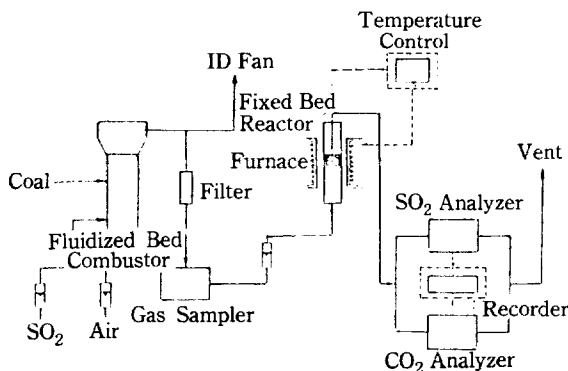 Temperature
Control
ID Fan
Fixed Bed
Reactor
Furnace
Vent
Coal
Filter
SO₂ Analyzer
Fluidized Bed
Combustor
Recorder
SO₂
Air
Gas Sampler
CO₂ Analyzer